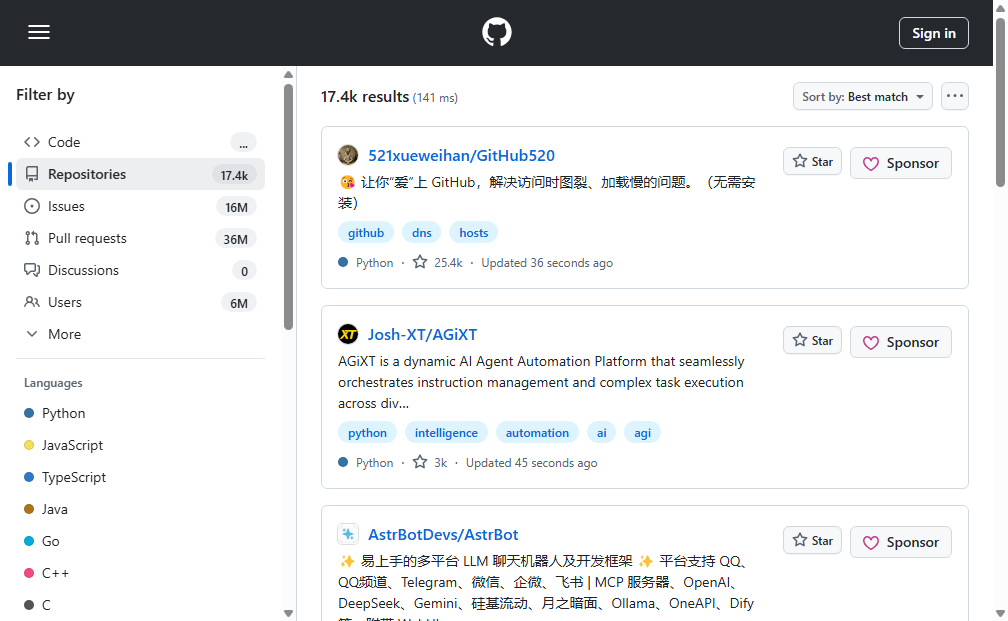 Sign in
Filter by
Code
...
Repositories
17.4k
Issues
16M
Pull requests
36M
Discussions
0
Users
6M
More
Languages
Python
JavaScript
TypeScript
Java
Go
C++
C
17.4k results (141 ms)
Sort by: Best match
521xueweihan/GitHub520
Star
Sponsor
😘 让你“爱”上 GitHub，解决访问时图裂、加载慢的问题。（无需安
装）
github dns hosts
Python · 25.4k · Updated 36 seconds ago
XT
Josh-XT/AGiXT
Star
Sponsor
AGiXT is a dynamic AI Agent Automation Platform that seamlessly
orchestrates instruction management and complex task execution
across div...
python intelligence automation ai agi
Python · 3k · Updated 45 seconds ago
AstrBotDevs/AstrBot
Star
Sponsor
✨ 易上手的多平台 LLM 聊天机器人及开发框架 ✨ 平台支持 QQ、
QQ频道、Telegram、微信、企微、飞书 | MCP 服务器、OpenAI、
DeepSeek、Gemini、硅基流动、月之暗面、Ollama、OneAPI、Dify